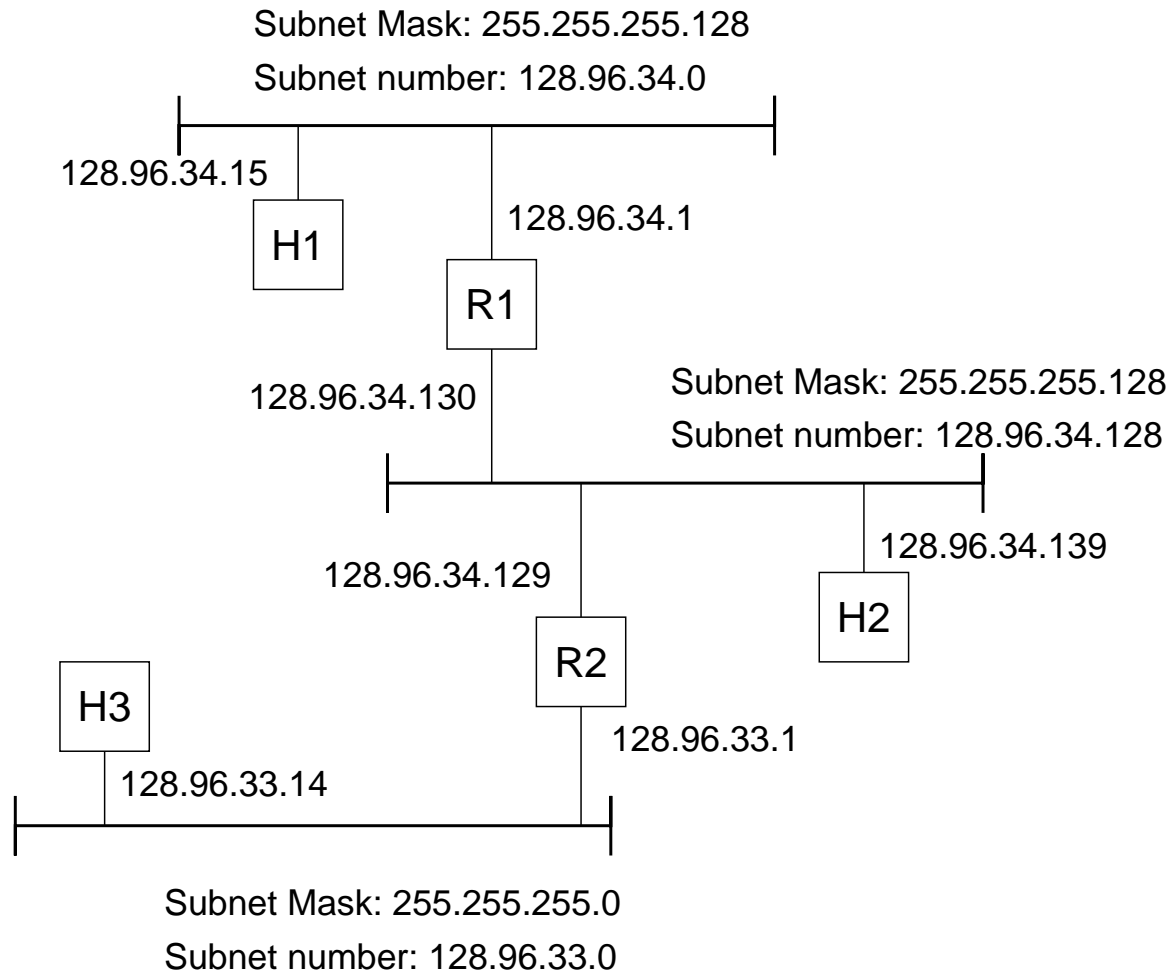 Subnet Mask: 255.255.255.128
Subnet number: 128.96.34.0
128.96.34.15
H1
128.96.34.1
R1
128.96.34.130
Subnet Mask: 255.255.255.128
Subnet number: 128.96.34.128
128.96.34.129
128.96.34.139
H2
R2
H3
128.96.33.1
128.96.33.14
Subnet Mask: 255.255.255.0
Subnet number: 128.96.33.0